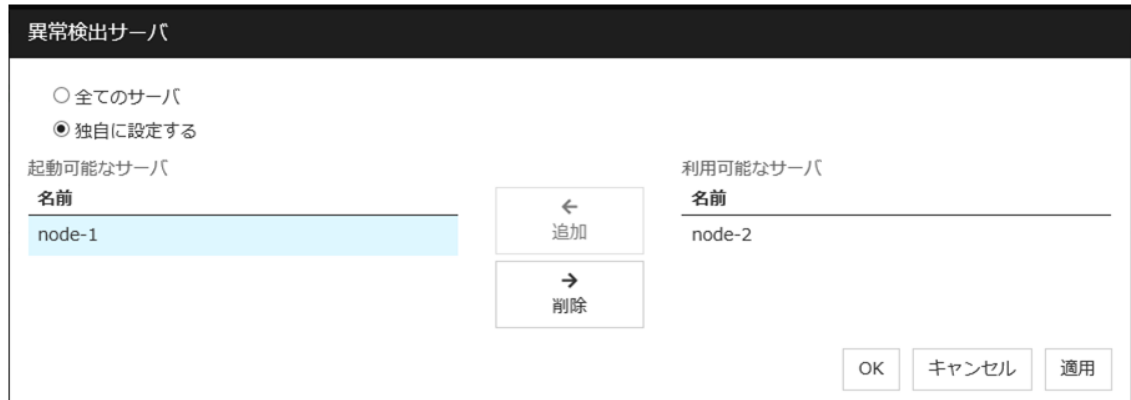 異常検出サーバ
全てのサーバ
独自に設定する
起動可能なサーバ
名前
node-1
←
追加
→
削除
利用可能なサーバ
名前
node-2
OK
キャンセル
適用